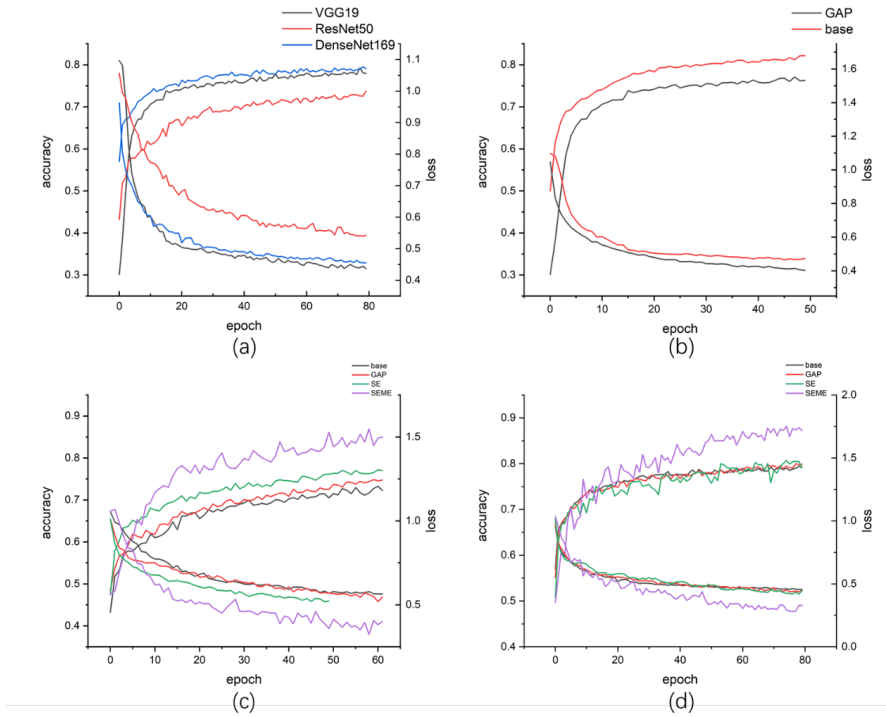 VGG19
ResNet50
DenseNet169
0.8
0.7
0.6
0.5
0.4
0.3
accuracy
1.1
1.0
0.9
0.8
0.7
0.6
0.5
0.4
loss
0 20 40 60 80
epoch
(a)
GAP
base
0.8
0.7
0.6
0.5
0.4
0.3
accuracy
1.6
1.4
1.2
1.0
0.8
0.6
0.4
loss
0 10 20 30 40 50
epoch
(b)
base
GAP
SE
SEME
0.9
0.8
0.7
0.6
0.5
0.4
accuracy
1.5
1.0
0.5
loss
0 10 20 30 40 50 60
epoch
(c)
base
GAP
SE
SEME
0.9
0.8
0.7
0.6
0.5
0.4
accuracy
2.0
1.5
1.0
0.5
0.0
loss
0 20 40 60 80
epoch
(d)